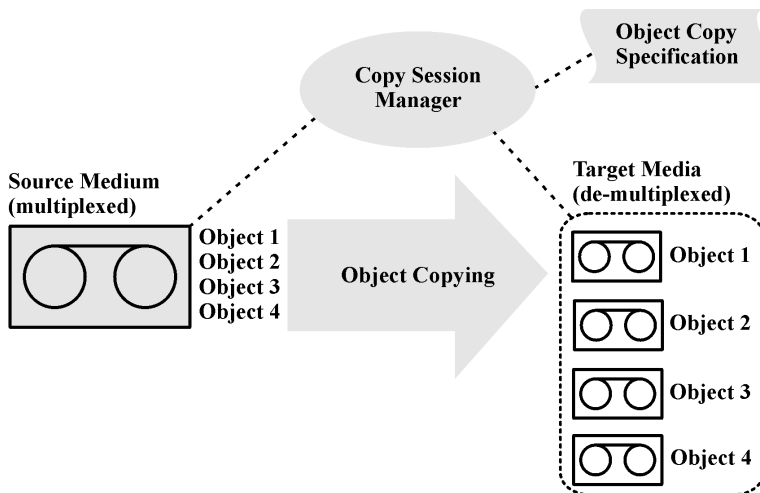 Object Copy
Specification
Copy Session
Manager
Source Medium
(multiplexed)
Object 1
Object 2
Object 3
Object 4
Object Copying
Target Media
(de-multiplexed)
Object 1
Object 2
Object 3
Object 4